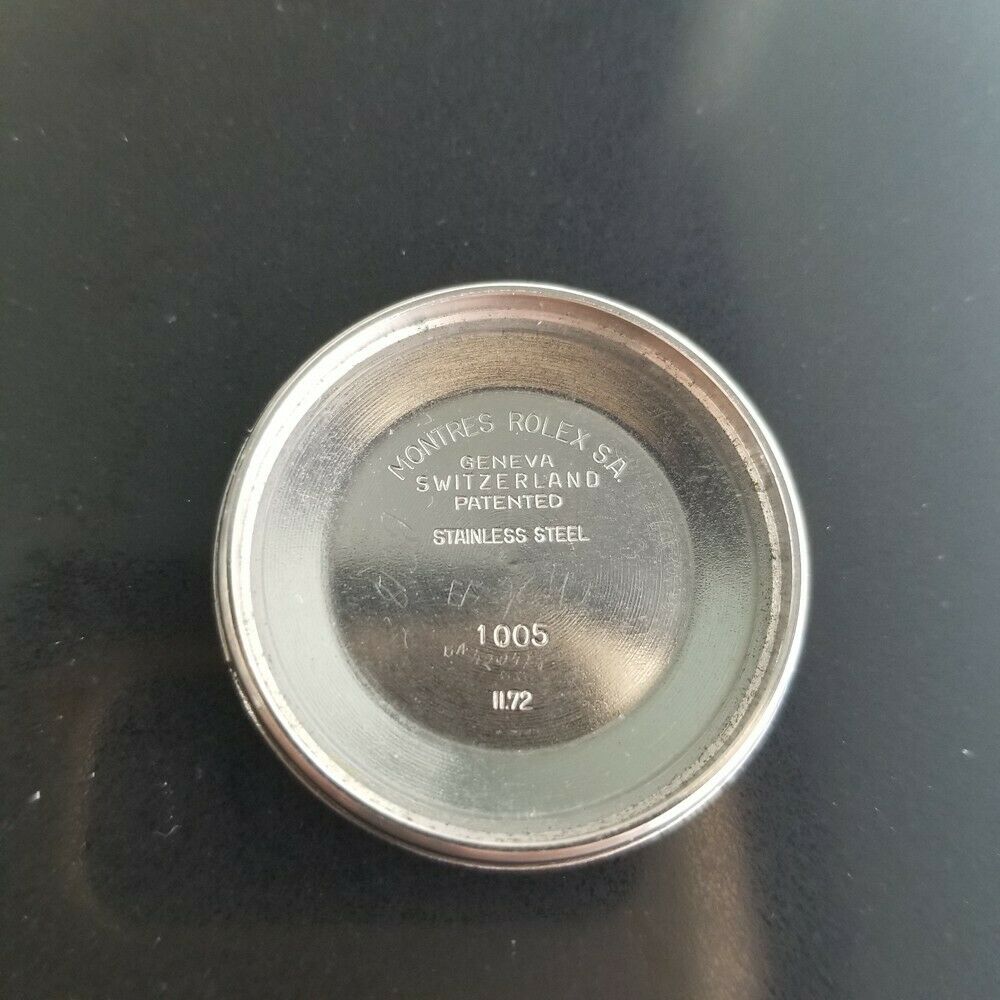 MONTRES ROLEX S.A.
GENEVA
SWITZERLAND
PATENTED
STAINLESS STEEL
1005
II.72